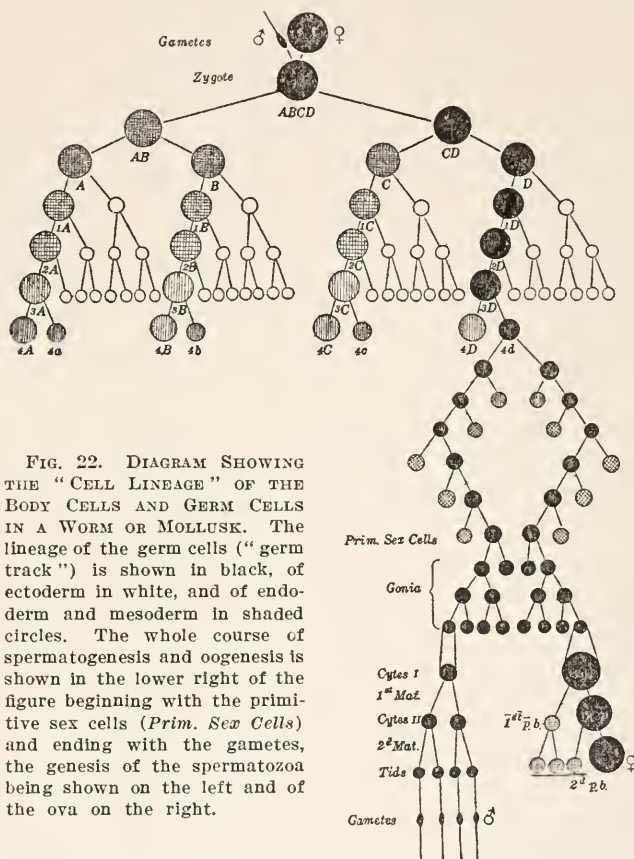 Gametes ♂ ♀
Zygote
ABCD
AB CD
A B C D
1A 1B 1C 1D
2A 2B 2C 2D
3A 3B 3C 3D
4A 4a 4B 4b 4C 4c 4D 4d
FIG. 22. DIAGRAM SHOWING
THE "CELL LINEAGE" OF THE
BODY CELLS AND GERM CELLS
IN A WORM OR MOLLUSK. The
lineage of the germ cells ("germ
track") is shown in black, of
ectoderm in white, and of endo-
derm and mesoderm in shaded
circles. The whole course of
spermatogenesis and oogenesis is
shown in the lower right of the
figure beginning with the primi-
tive sex cells (Prim. Sex Cells)
and ending with the gametes,
the genesis of the spermatozoa
being shown on the left and of
the ova on the right.
Prim. Sex Cells
Gonia
Cytes I
1st Mat.
Cytes II 1st p.b.
2d Mat.
Tids 2d p.b. ♀
Gametes ♂